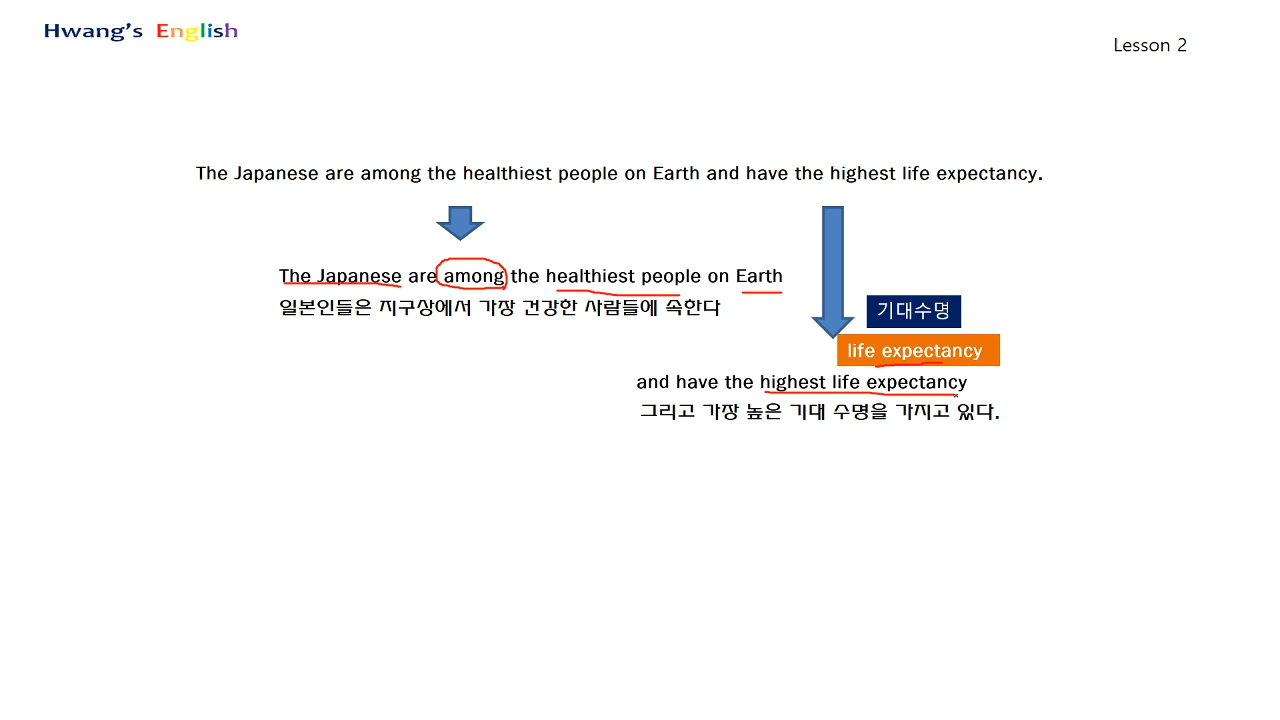 Hwang's English
Lesson 2
The Japanese are among the healthiest people on Earth and have the highest life expectancy.
The Japanese are among the healthiest people on Earth
일본인들은 지구상에서 가장 건강한 사람들에 속한다
기대수명
life expectancy
and have the highest life expectancy
그리고 가장 높은 기대 수명을 가지고 있다.